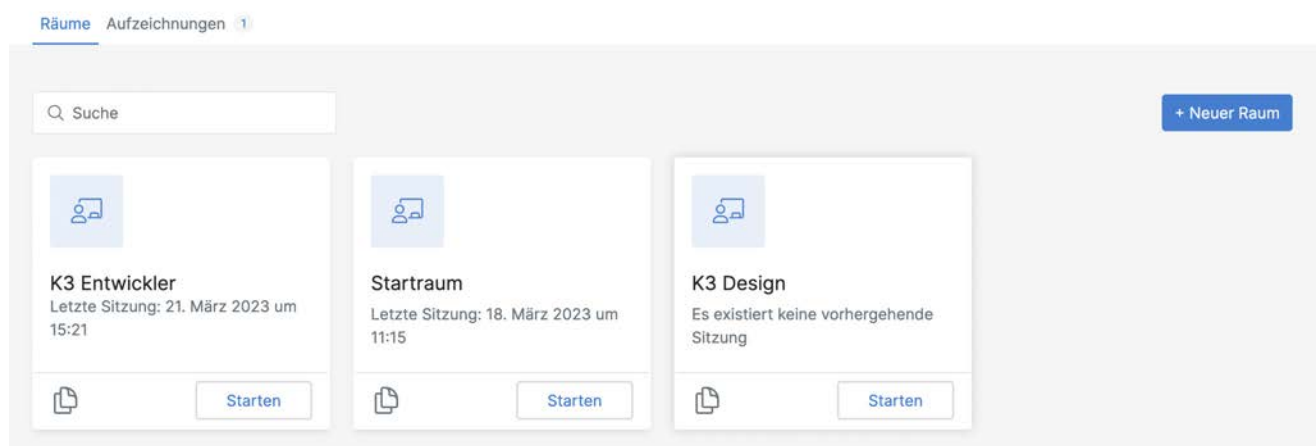 Räume Aufzeichnungen 1
Suche
+ Neuer Raum
K3 Entwickler
Letzte Sitzung: 21. März 2023 um
15:21
Starten
Startraum
Letzte Sitzung: 18. März 2023 um
11:15
Starten
K3 Design
Es existiert keine vorhergehende
Sitzung
Starten